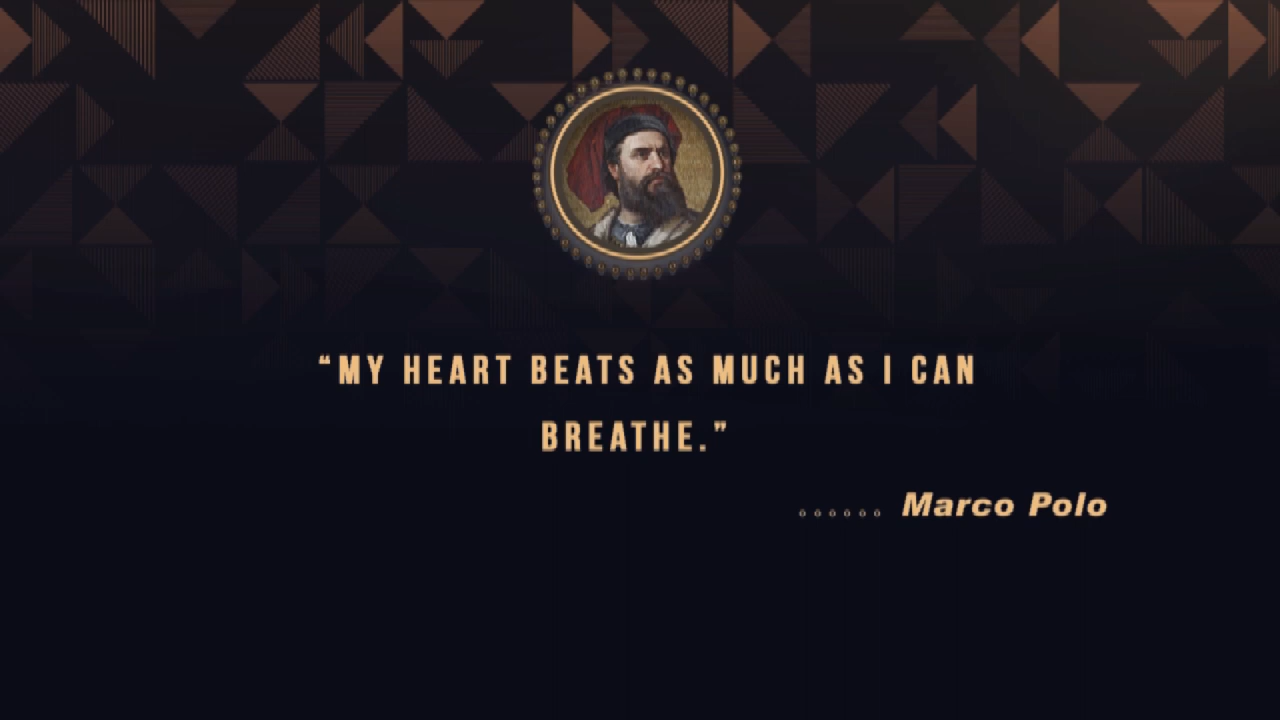 “MY HEART BEATS AS MUCH AS I CAN
BREATHE.”
...... Marco Polo